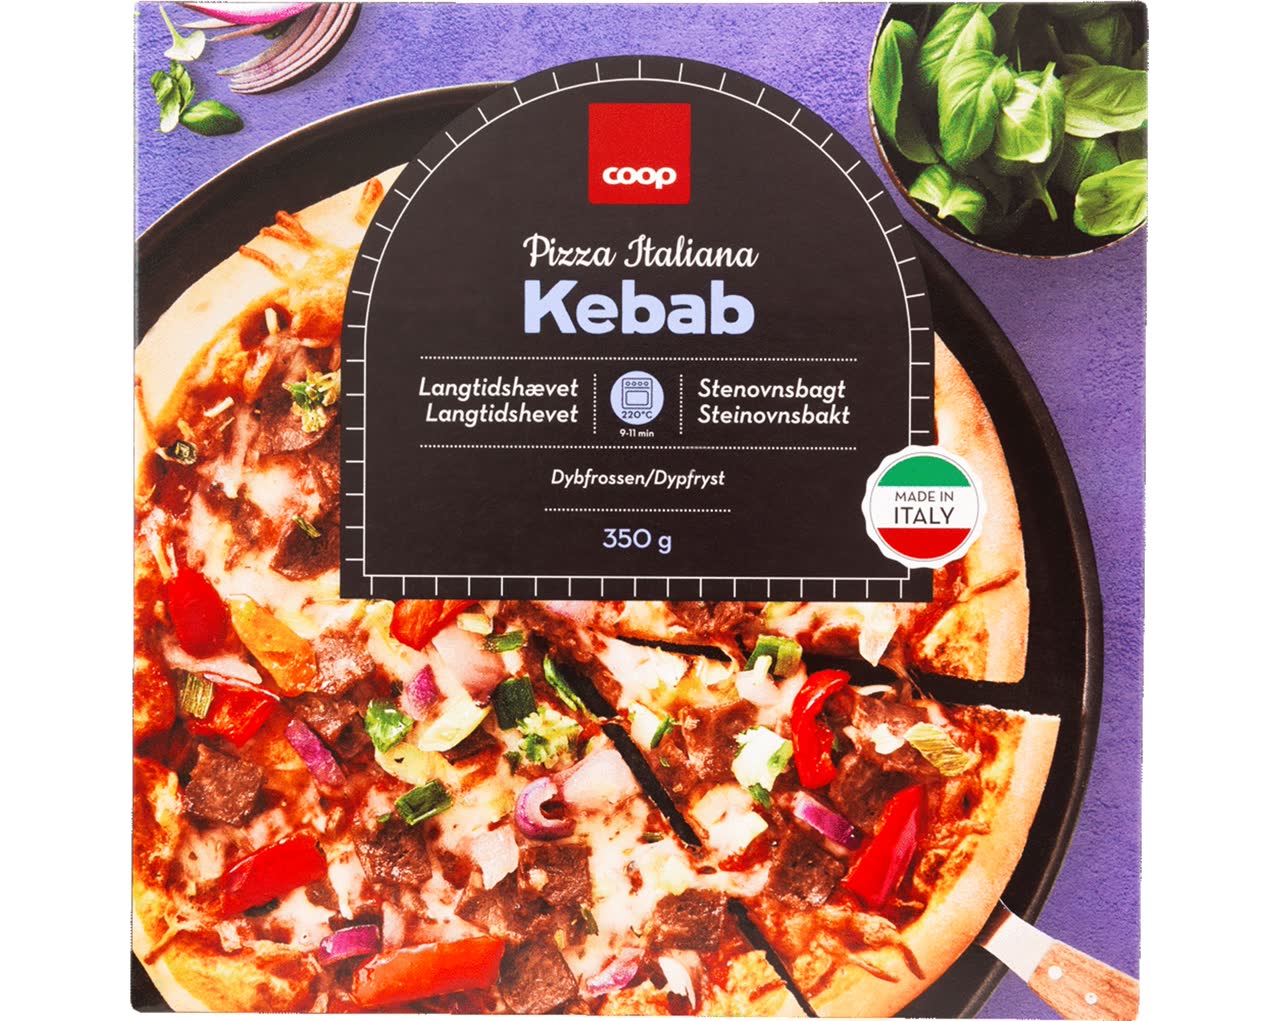 coop
Pizza Italiana
Kebab
Langtidshævet
Langtidshevet
220°C
9-11 min
Stenovnsbagt
Steinovnsbakt
Dybfrossen/Dypfryst
350 g
MADE IN
ITALY